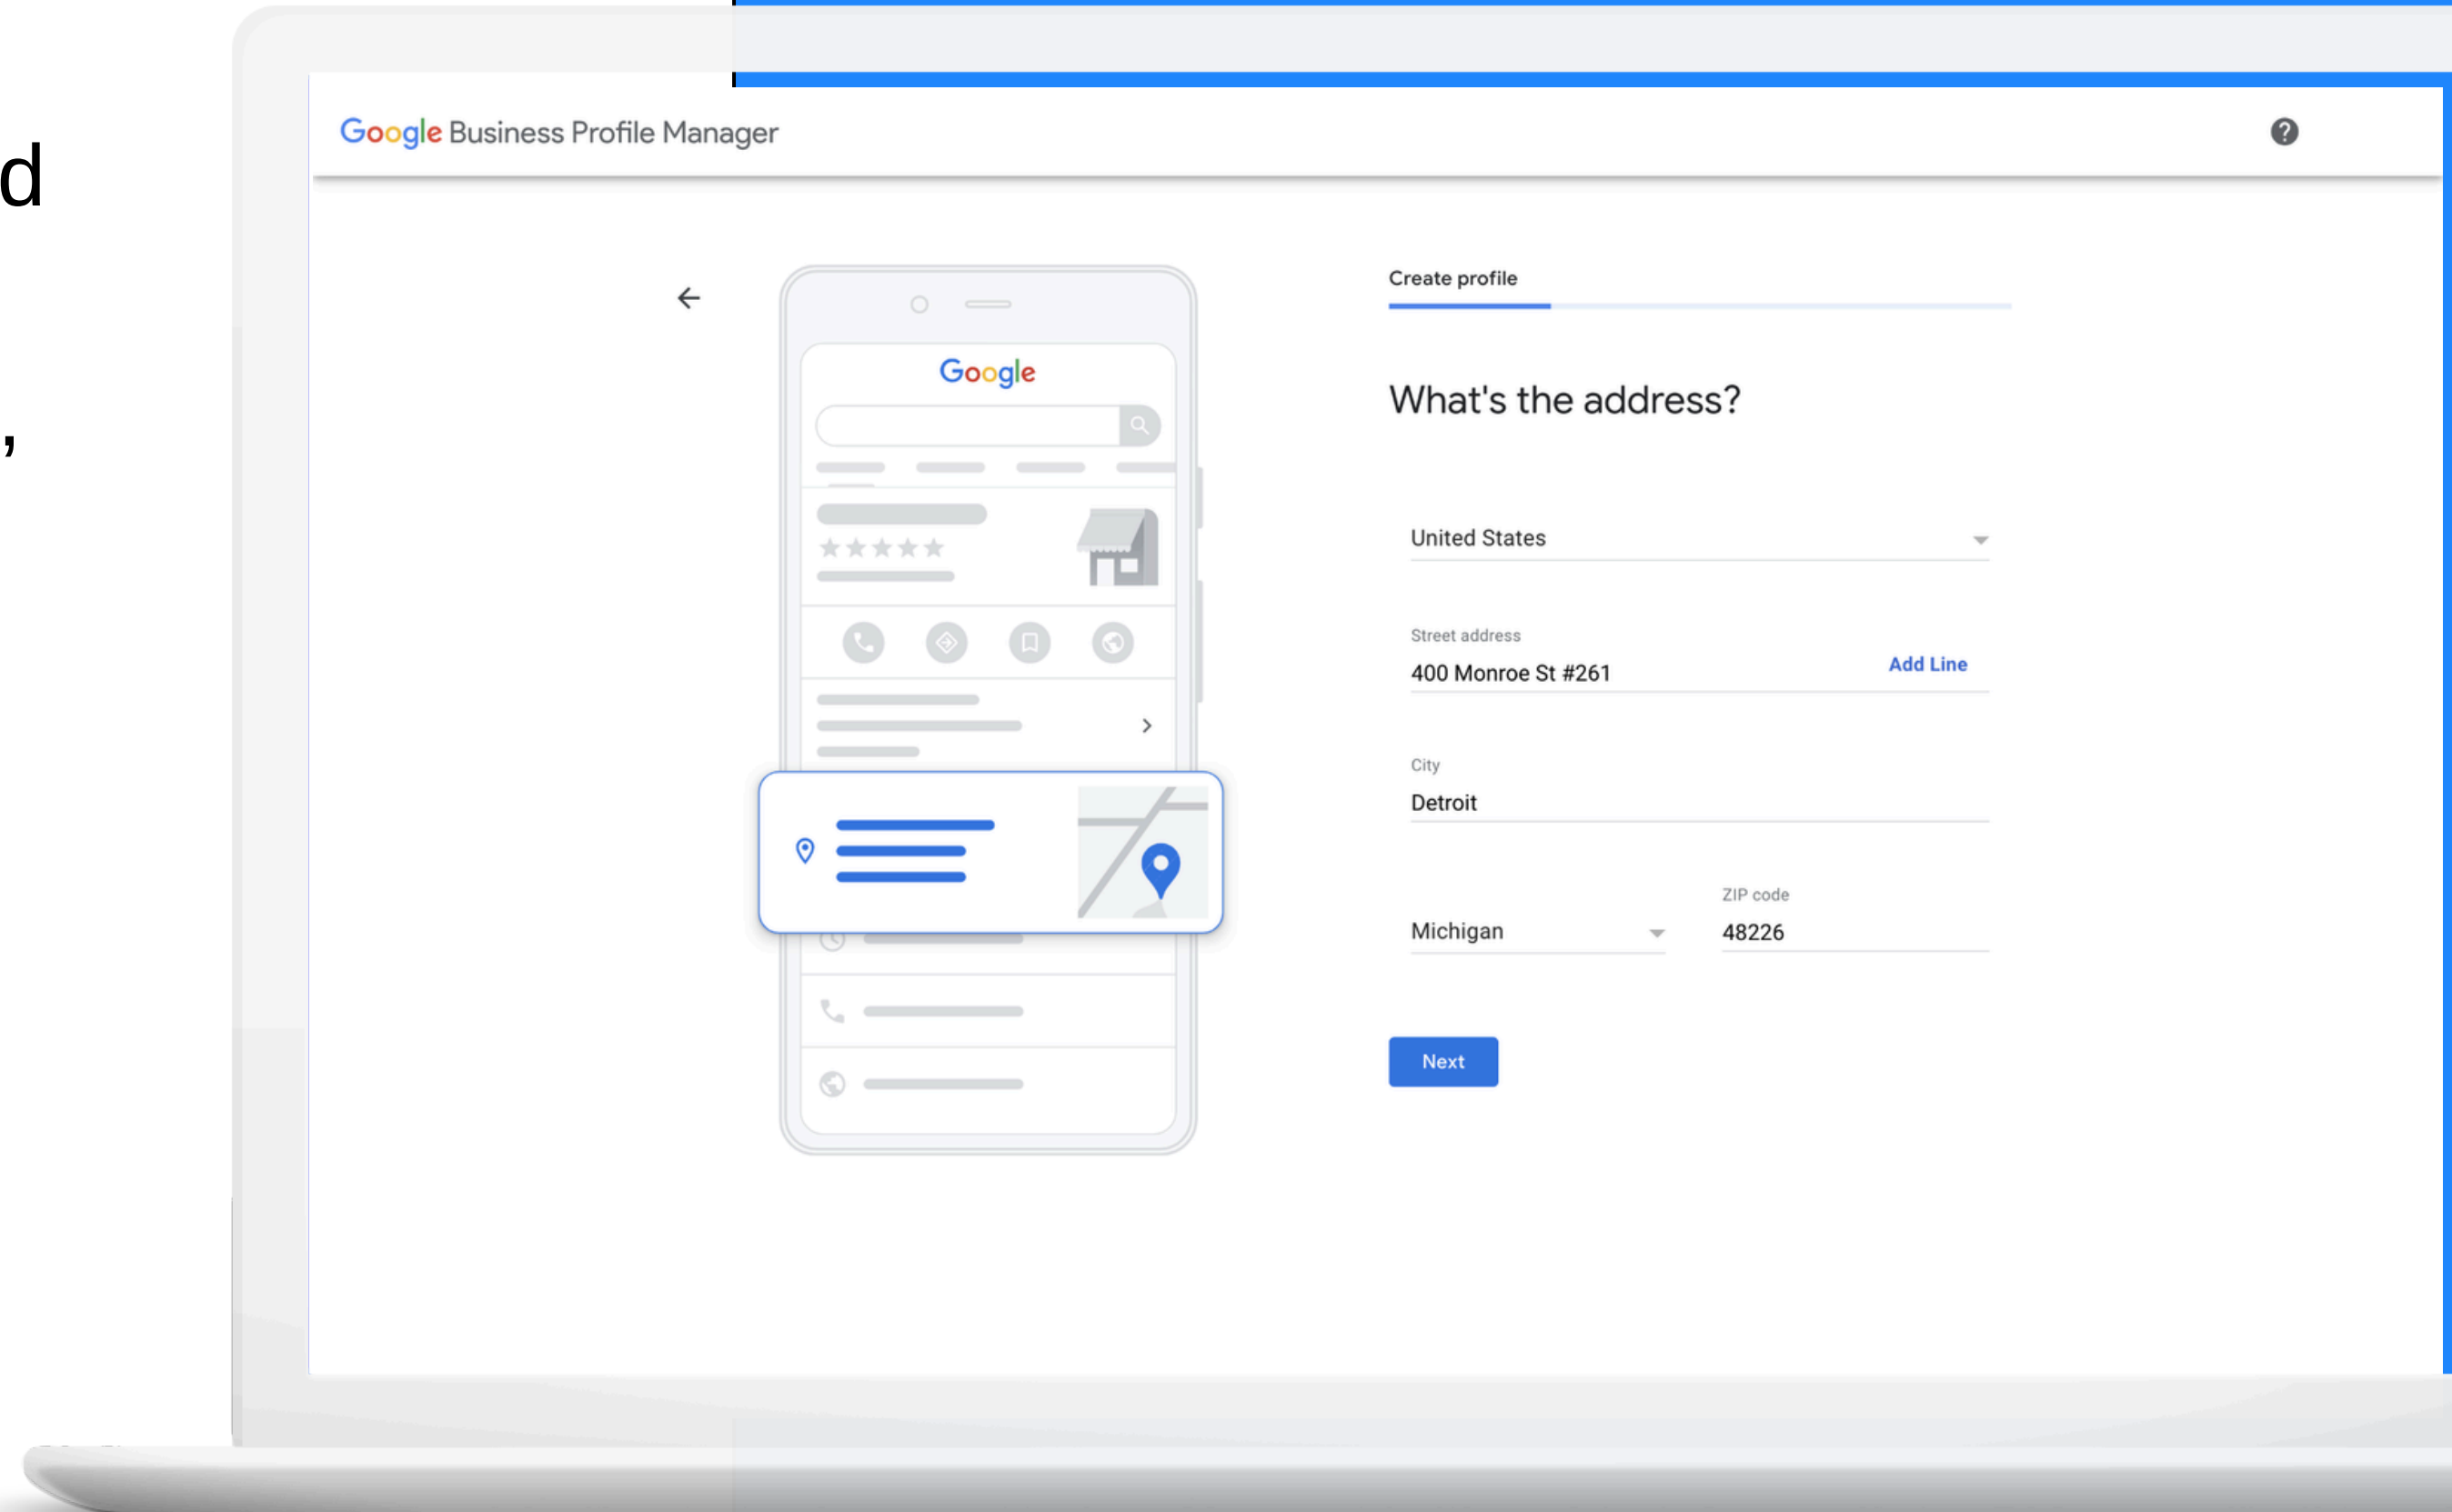 d
,
Google Business Profile Manager
?
Create profile
Google
What's the address?
United States
Street address
400 Monroe St #261
Add Line
City
Detroit
ZIP code
Michigan
48226
Next